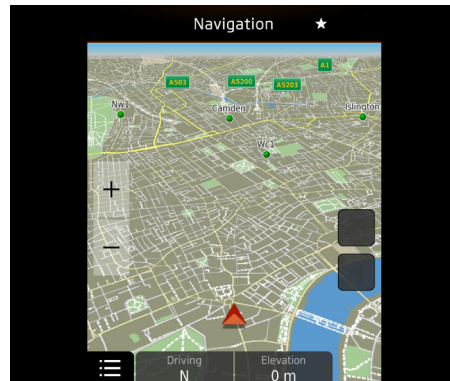 Navigation
A1
A503
A5200
A5203
Nw1
Camden
Islington
Wc1
+
−
Driving
Elevation
N
0 m